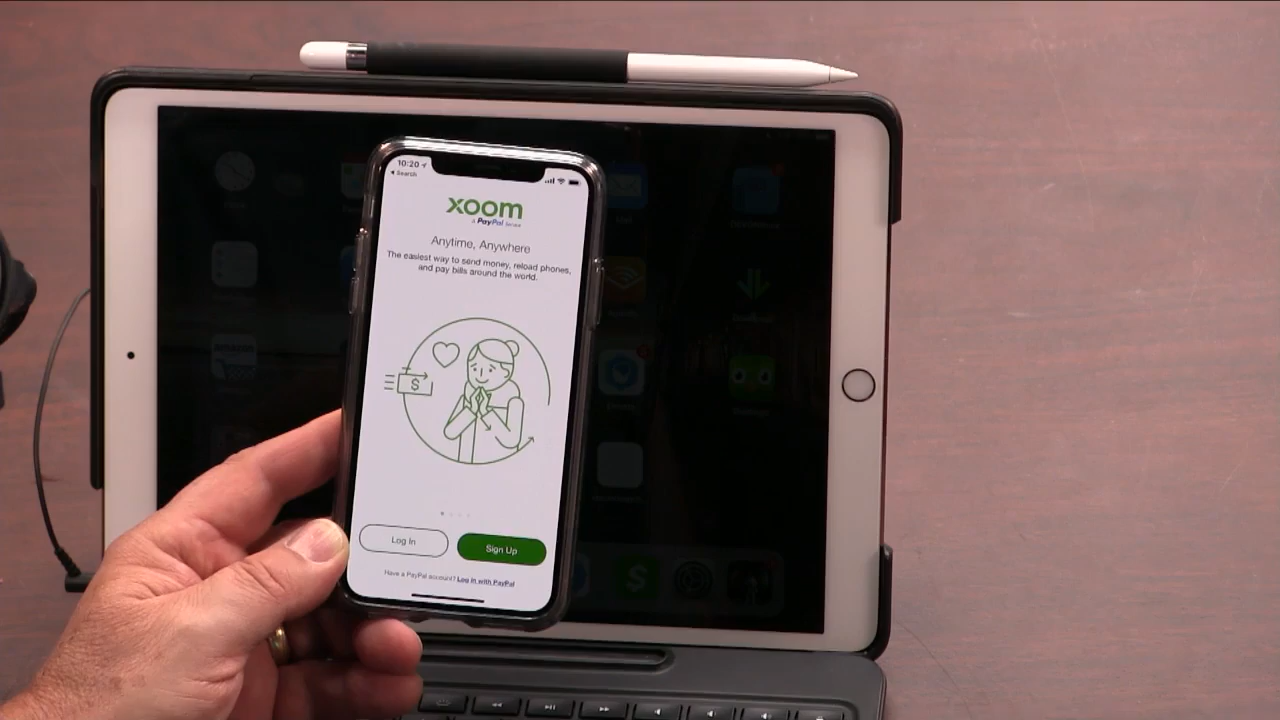 10:20
Search
xoom
A PayPal Service
Anytime, Anywhere
The easiest way to send money, reload phones,
and pay bills around the world.
$
Log In
Sign Up
Have a PayPal account? Log in with PayPal
amazon
$